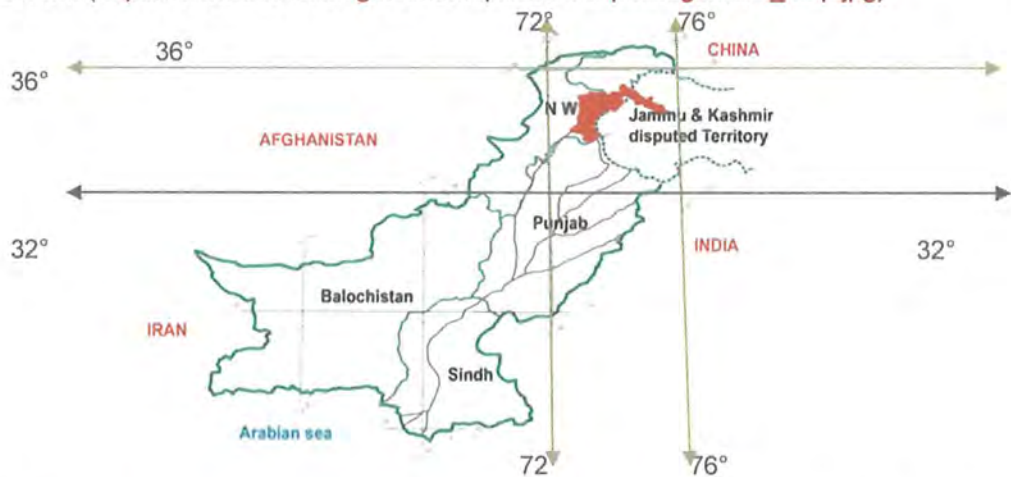 72° 76°
36° CHINA
36°
N W
Jammu & Kashmir
disputed Territory
AFGHANISTAN
Punjab
32° INDIA 32°
Balochistan
IRAN
Sindh
Arabian sea
72° 76°